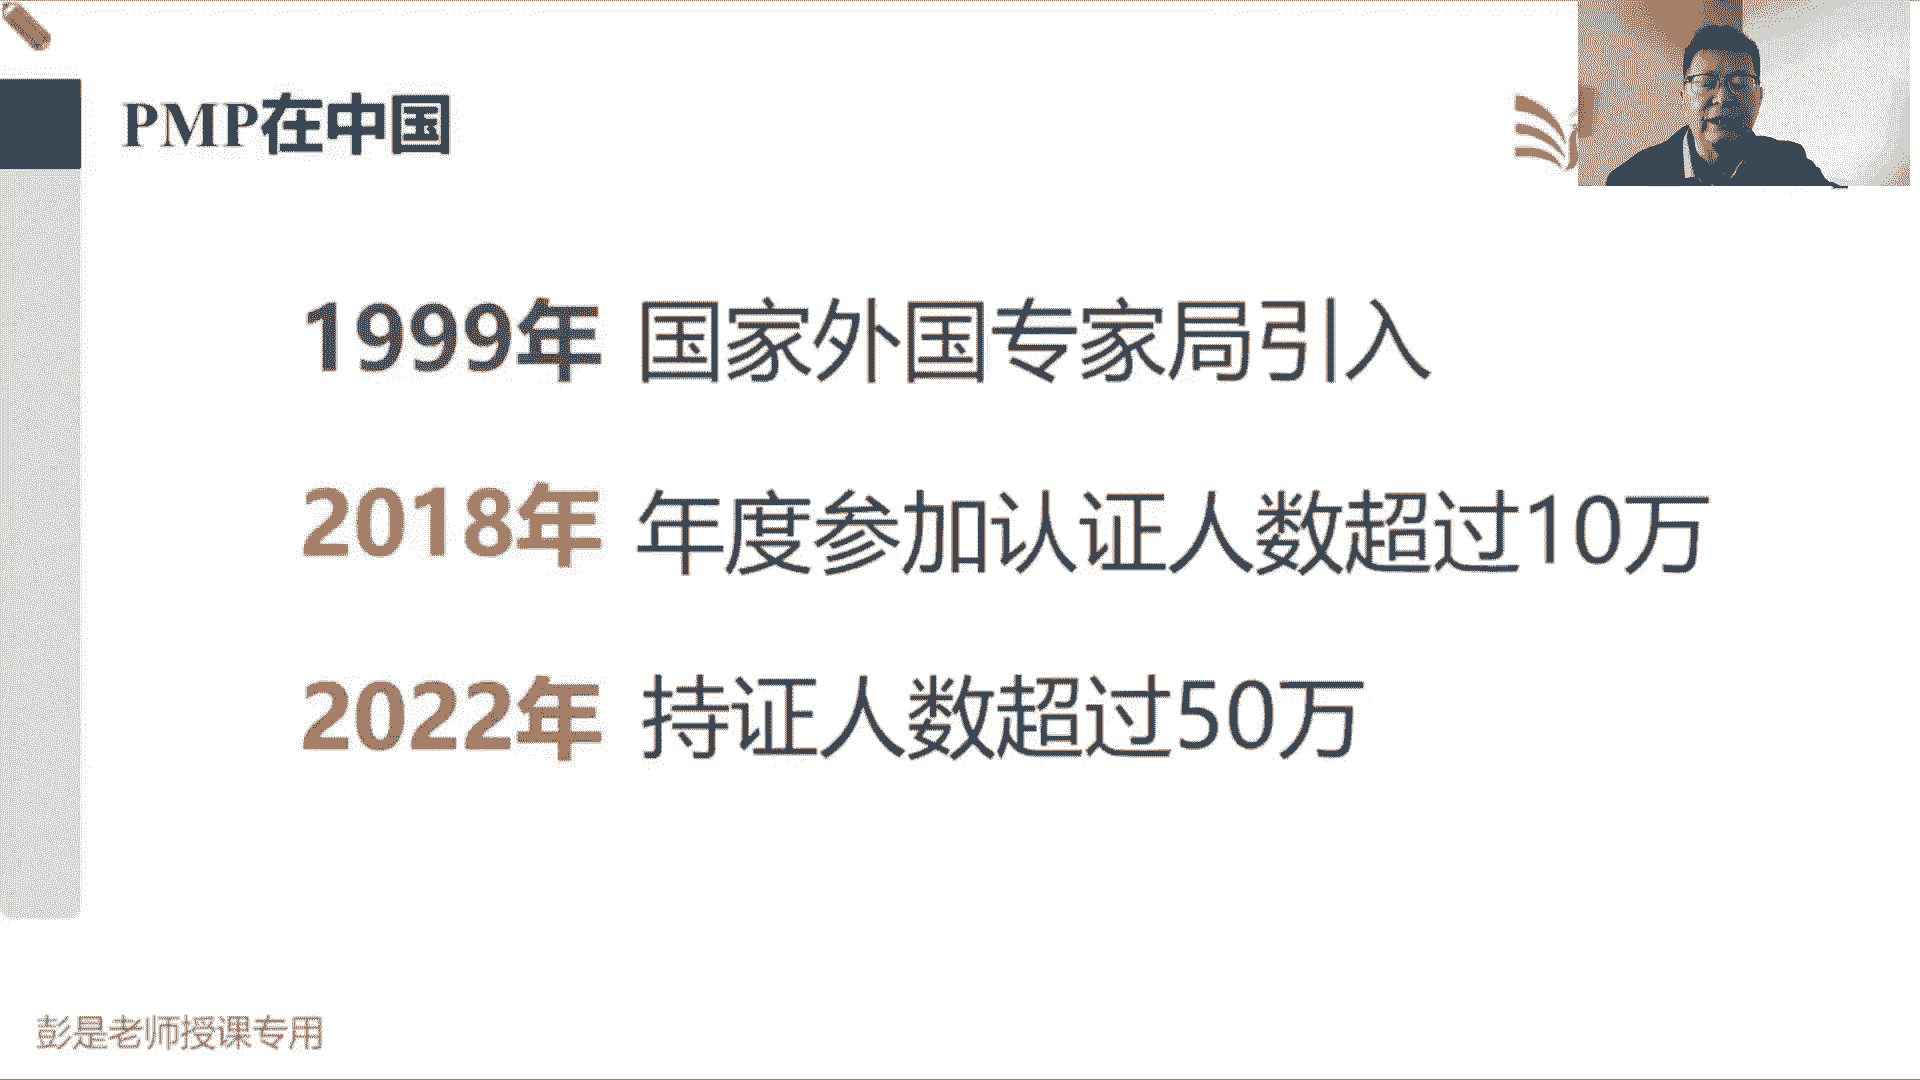 PMP在中国
1999年 国家外国专家局引入
2018年 年度参加认证人数超过10万
2022年 持证人数超过50万
彭是老师授课专用